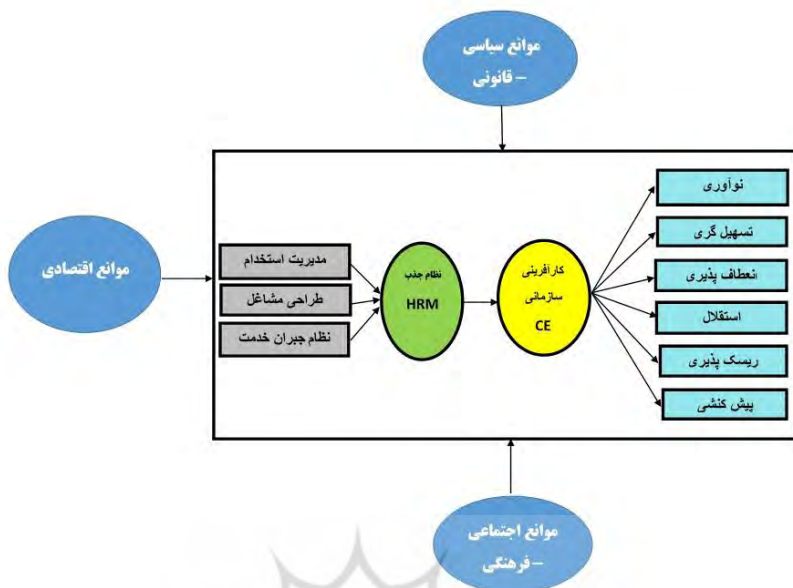 موانع سیاسی
– قانونی
موانع اقتصادی
مدیریت استخدام
طراحی مشاغل
نظام جبران خدمت
نظام جذب
HRM
کارآفرینی
سازمانی
CE
نوآوری
تسهیل گری
انعطاف پذیری
استقلال
ریسک پذیری
پیش کنشی
موانع اجتماعی
– فرهنگی